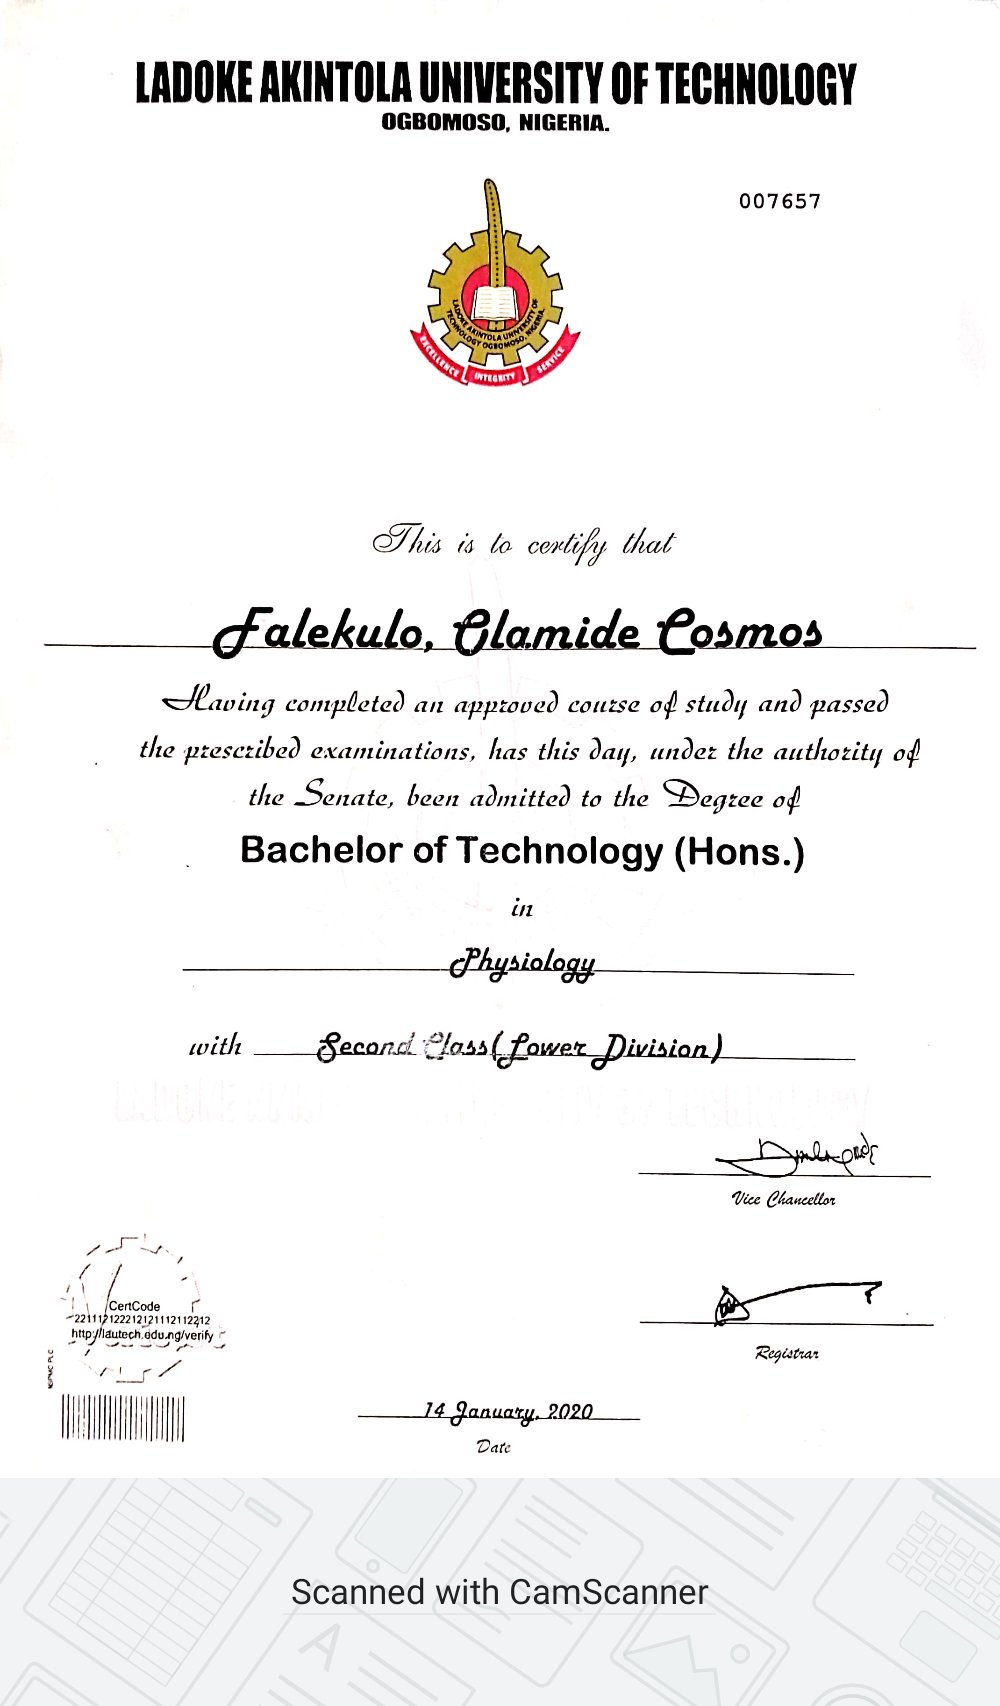 LADOKE AKINTOLA UNIVERSITY OF TECHNOLOGY
OGBOMOSO, NIGERIA.
007657
LADOKE AKINTOLA UNIVERSITY OF
TECHNOLOGY OGBOMOSO, NIGERIA.
EXCELLENCE INTEGRITY SERVICE
This is to certify that
Falekulo, Olamide Cosmos
Having completed an approved course of study and passed
the prescribed examinations, has this day, under the authority of
the Senate, been admitted to the Degree of
Bachelor of Technology (Hons.)
in
Physiology
with Second Class (Lower Division)
Vice Chancellor
CertCode
http://lautech.edu.ng/verify
NSPMC PLC
Registrar
14 January, 2020
Date
Scanned with CamScanner